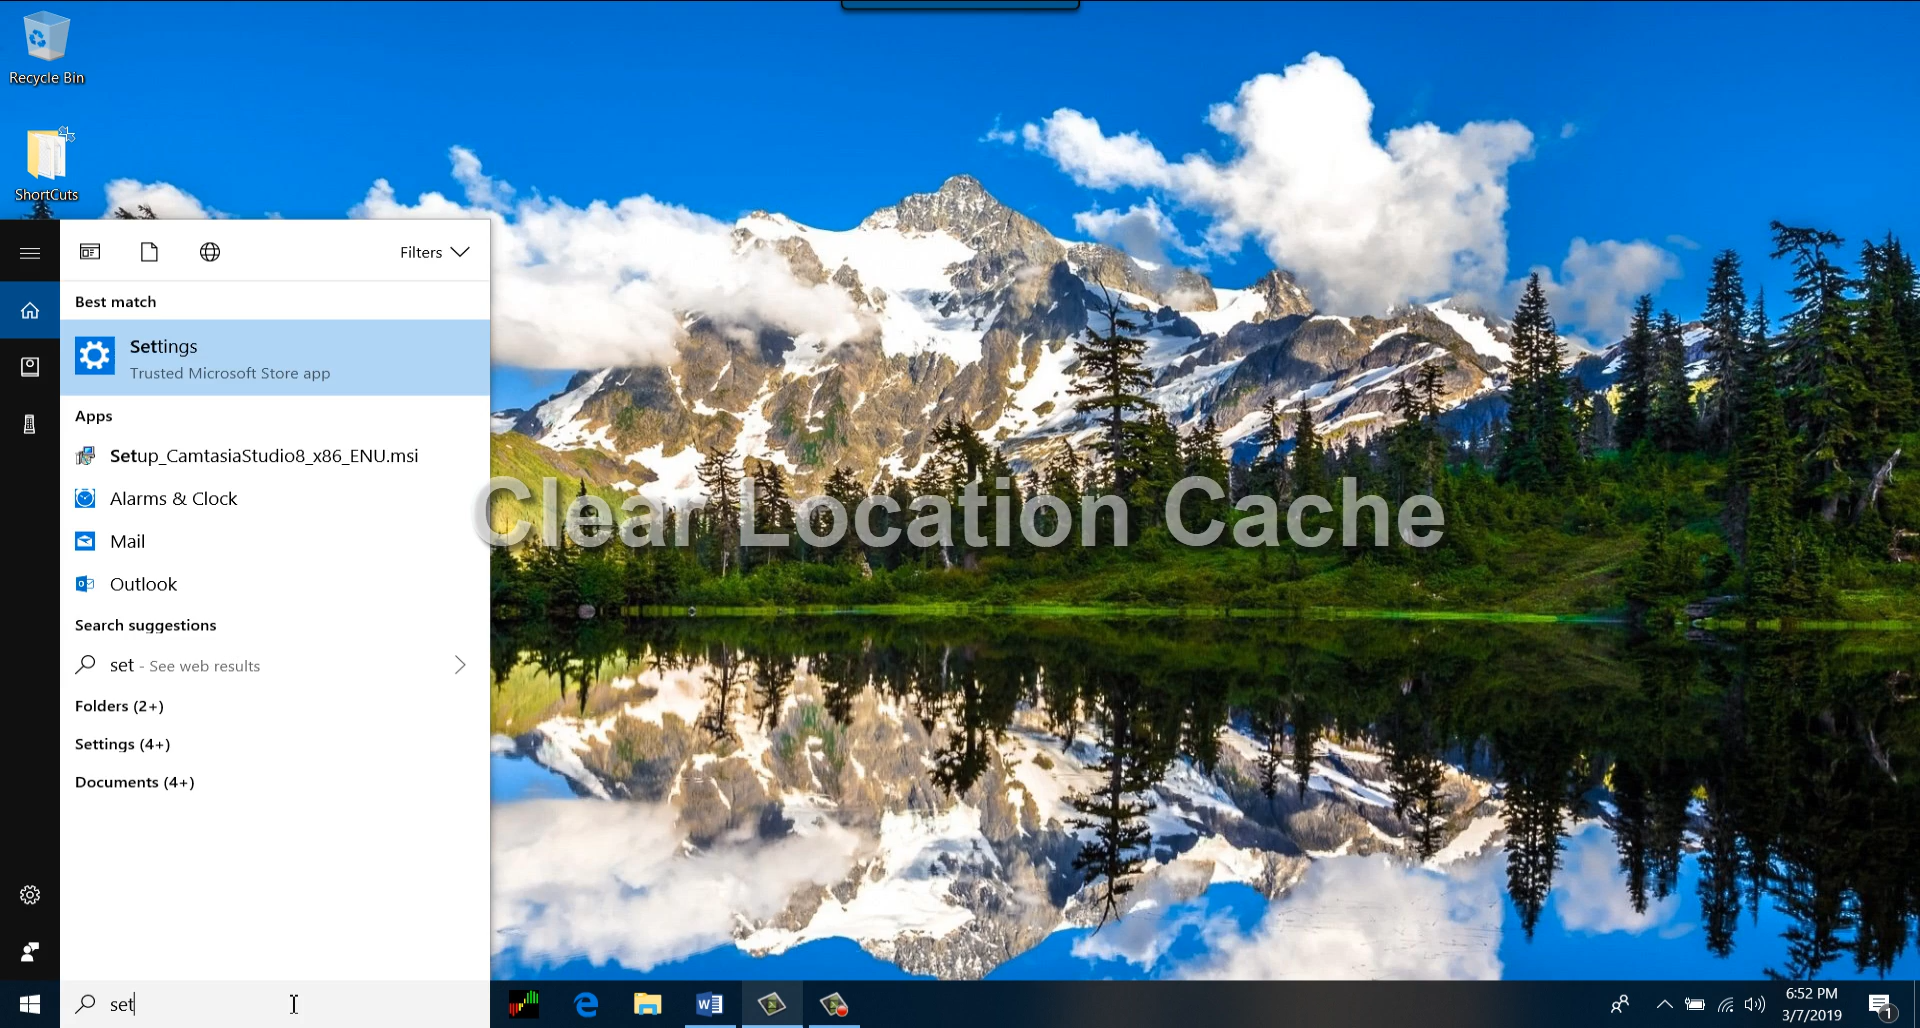 Recycle Bin
ShortCuts
Filters
Best match
Settings
Trusted Microsoft Store app
Apps
Setup_CamtasiaStudio8_x86_ENU.msi
Alarms & Clock
Clear Location Cache
Mail
Outlook
Search suggestions
set - See web results
Folders (2+)
Settings (4+)
Documents (4+)
set
6:52 PM
3/7/2019
1